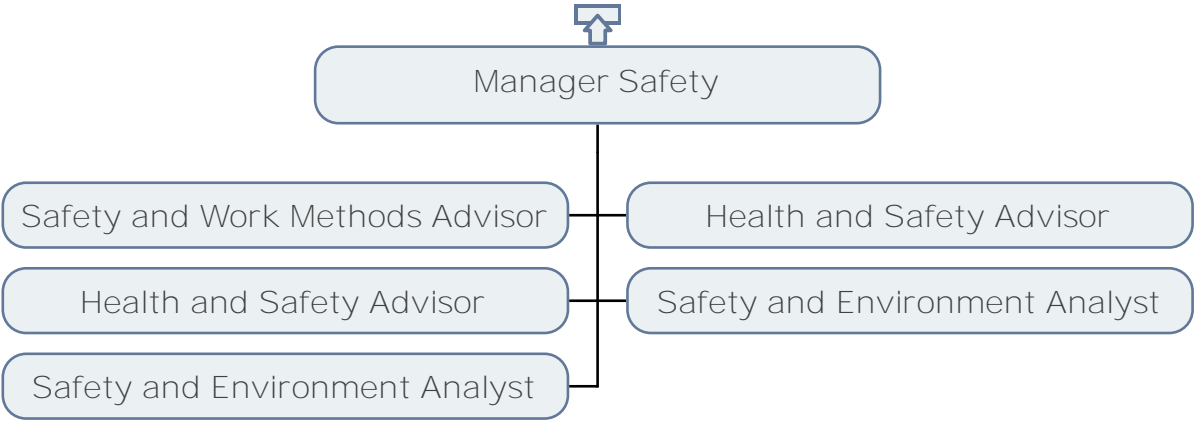 Manager Safety
Safety and Work Methods Advisor
Health and Safety Advisor
Health and Safety Advisor
Safety and Environment Analyst
Safety and Environment Analyst